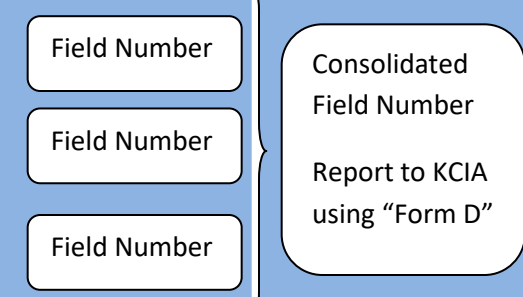 Field Number
Field Number
Field Number
Consolidated
Field Number
Report to KCIA
using “Form D”